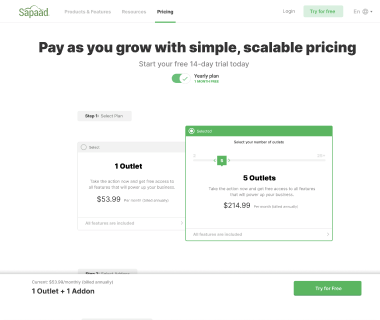 Sapaad
Products & Features
Resources
Pricing
Login
Try for free
En
Pay as you grow with simple, scalable pricing
Start your free 14-day trial today
Yearly plan
1 MONTH FREE
Step 1: Select Plan
Select
1 Outlet
Take the action now and get free access to
all features that will power up your business.
$53.99 Per month (billed annually)
All features are included
Selected
Select your number of outlets
5
5 Outlets
Take the action now and get free access to all features
that will power up your business.
$214.99 Per month (billed annually)
All features are included
Current: $53.99/monthly (billed annually)
1 Outlet + 1 Addon
Try for Free